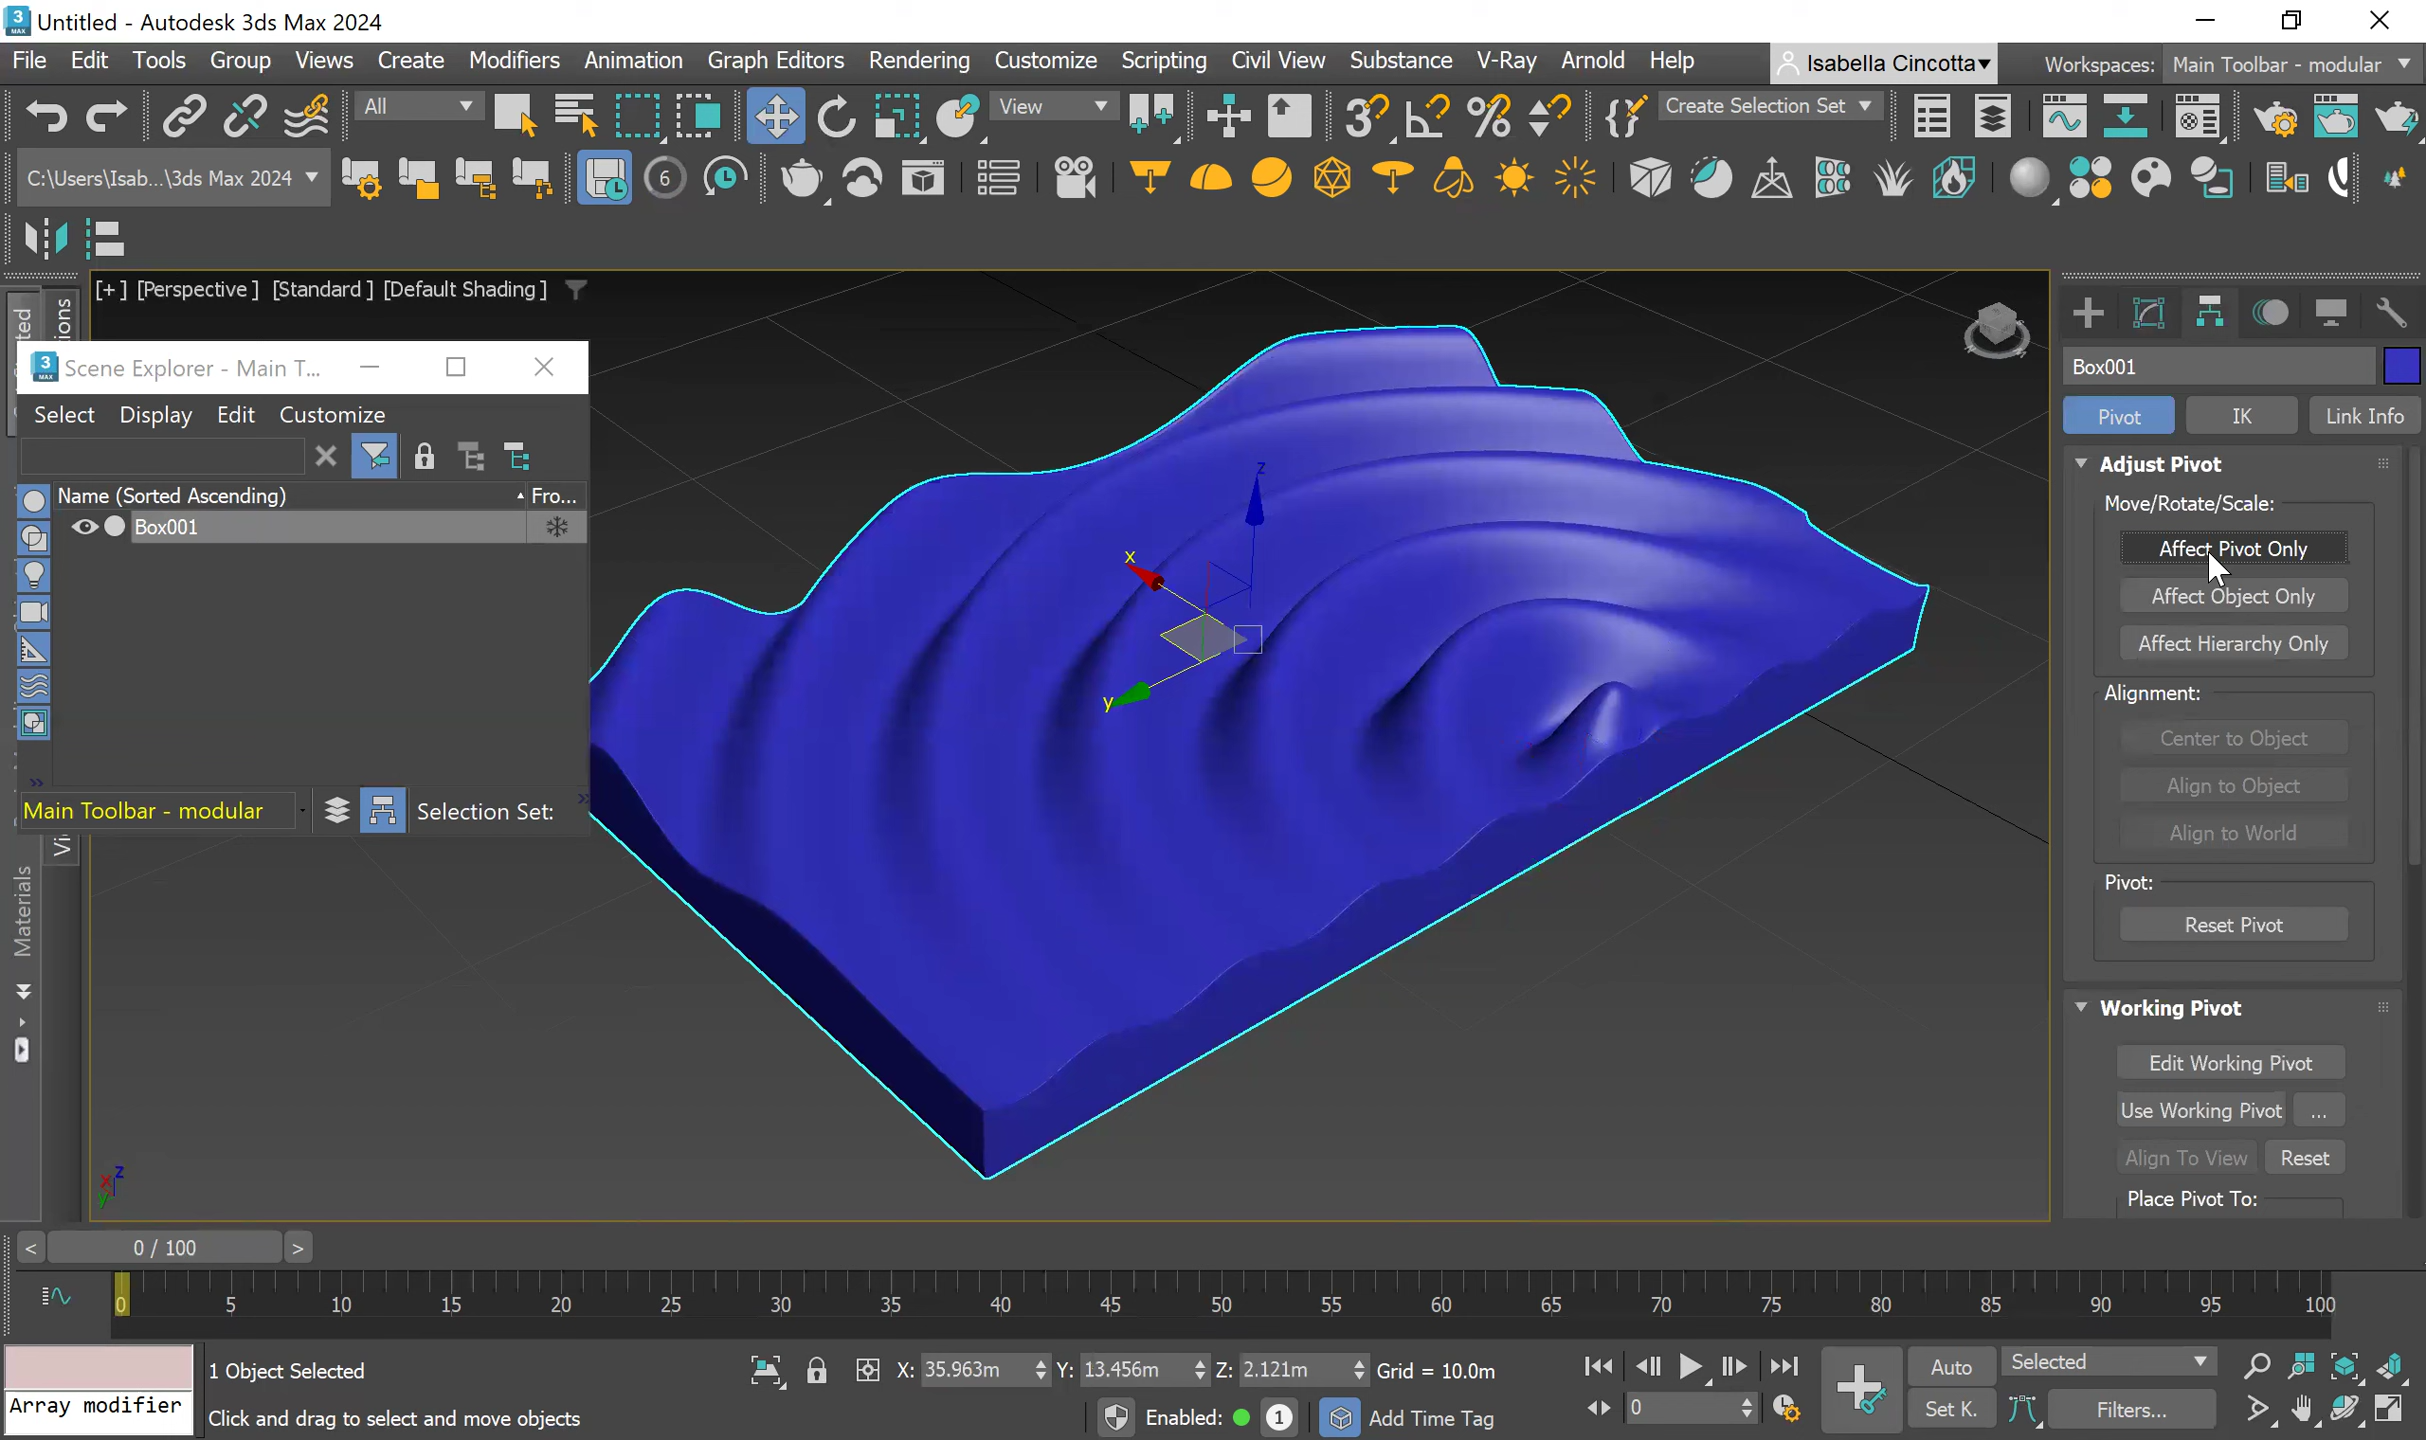 Untitled - Autodesk 3ds Max 2024
File Edit Tools Group Views Create Modifiers Animation Graph Editors Rendering Customize Scripting Civil View Substance V-Ray Arnold Help Isabella Cincotta Workspaces: Main Toolbar - modular
All View 3 Create Selection Set
C:\Users\Isab...\3ds Max 2024 6
[+] [Perspective] [Standard] [Default Shading]
Scene Explorer - Main T...
Select Display Edit Customize
Name (Sorted Ascending) Fro...
Box001
Main Toolbar - modular Selection Set:
Materials
x
y
z
x
y
z
Box001
Pivot IK Link Info
Adjust Pivot
Move/Rotate/Scale:
Affect Pivot Only
Affect Object Only
Affect Hierarchy Only
Alignment:
Center to Object
Align to Object
Align to World
Pivot:
Reset Pivot
Working Pivot
Edit Working Pivot
Use Working Pivot ...
Align To View Reset
Place Pivot To:
< 0 / 100 >
0 5 10 15 20 25 30 35 40 45 50 55 60 65 70 75 80 85 90 95 100
1 Object Selected X: 35.963m Y: 13.456m Z: 2.121m Grid = 10.0m Auto Selected
Array modifier Click and drag to select and move objects Enabled: 1 Add Time Tag 0 Set K. Filters...